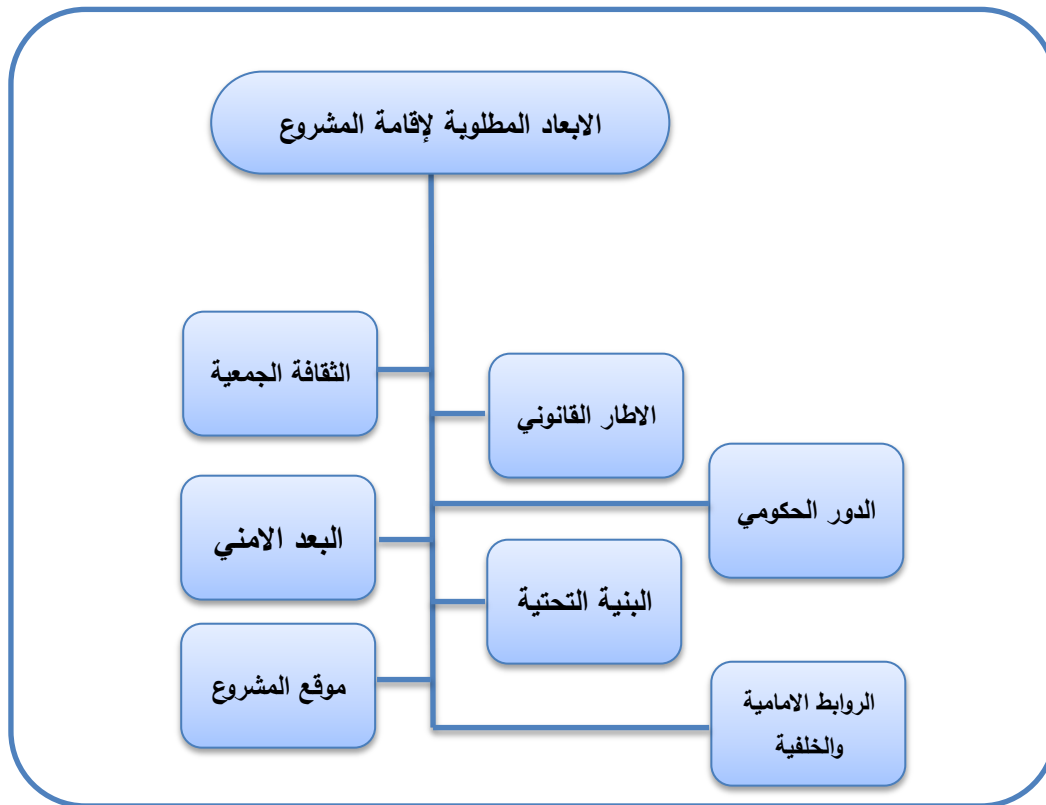 الابعاد المطلوبة لإقامة المشروع
الثقافة الجمعية
الاطار القانوني
الدور الحكومي
البعد الامني
البنية التحتية
موقع المشروع
الروابط الامامية
والخلفية